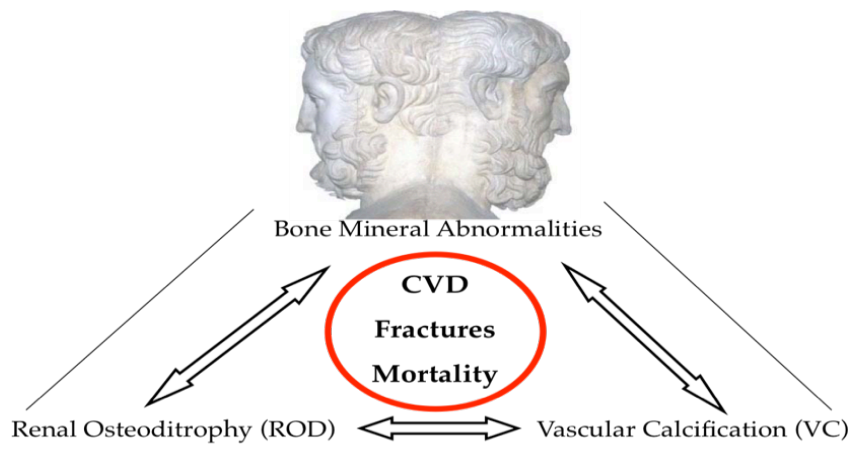 Bone Mineral Abnormalities
CVD
Fractures
Mortality
Renal Osteoditrophy (ROD)
Vascular Calcification (VC)